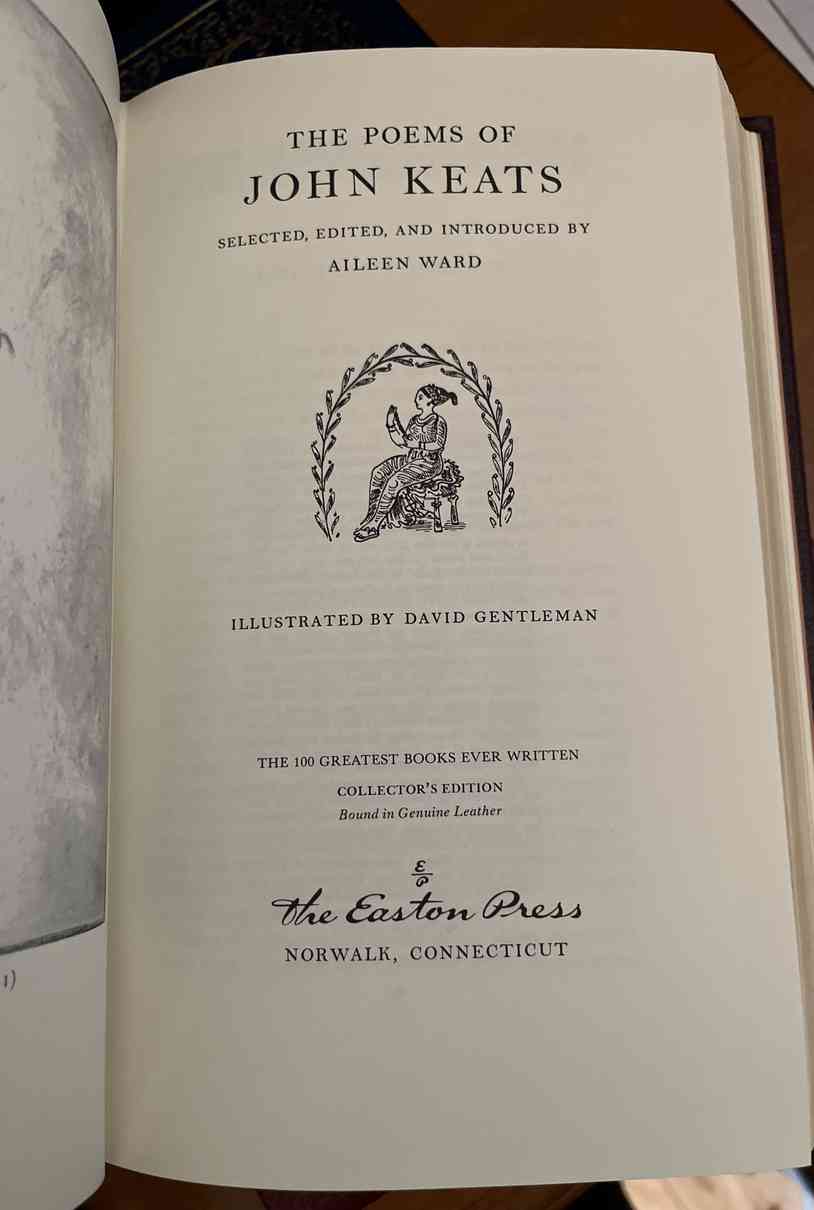 THE POEMS OF
JOHN KEATS
SELECTED, EDITED, AND INTRODUCED BY
AILEEN WARD
ILLUSTRATED BY DAVID GENTLEMAN
THE 100 GREATEST BOOKS EVER WRITTEN
COLLECTOR'S EDITION
Bound in Genuine Leather
E
P
The Easton Press
NORWALK, CONNECTICUT
1)